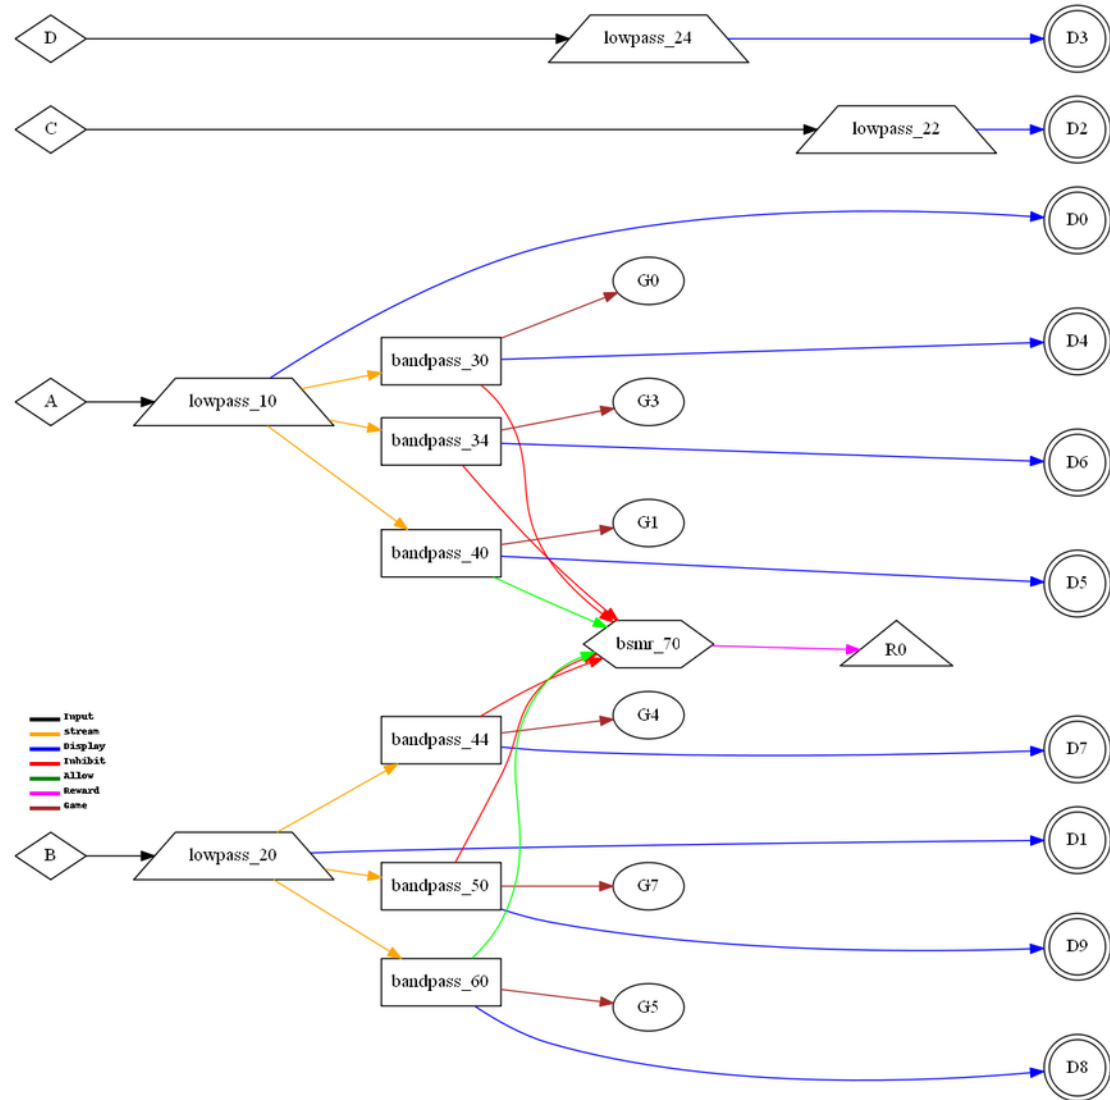 D
lowpass_24
D3
C
lowpass_22
D2
D0
G0
bandpass_30
D4
A
lowpass_10
G3
bandpass_34
D6
G1
bandpass_40
D5
bsmr_70
R0
Input
stream
Display
Inhibit
Allow
Reward
Game
G4
bandpass_44
D7
B
lowpass_20
D1
bandpass_50
G7
D9
bandpass_60
G5
D8